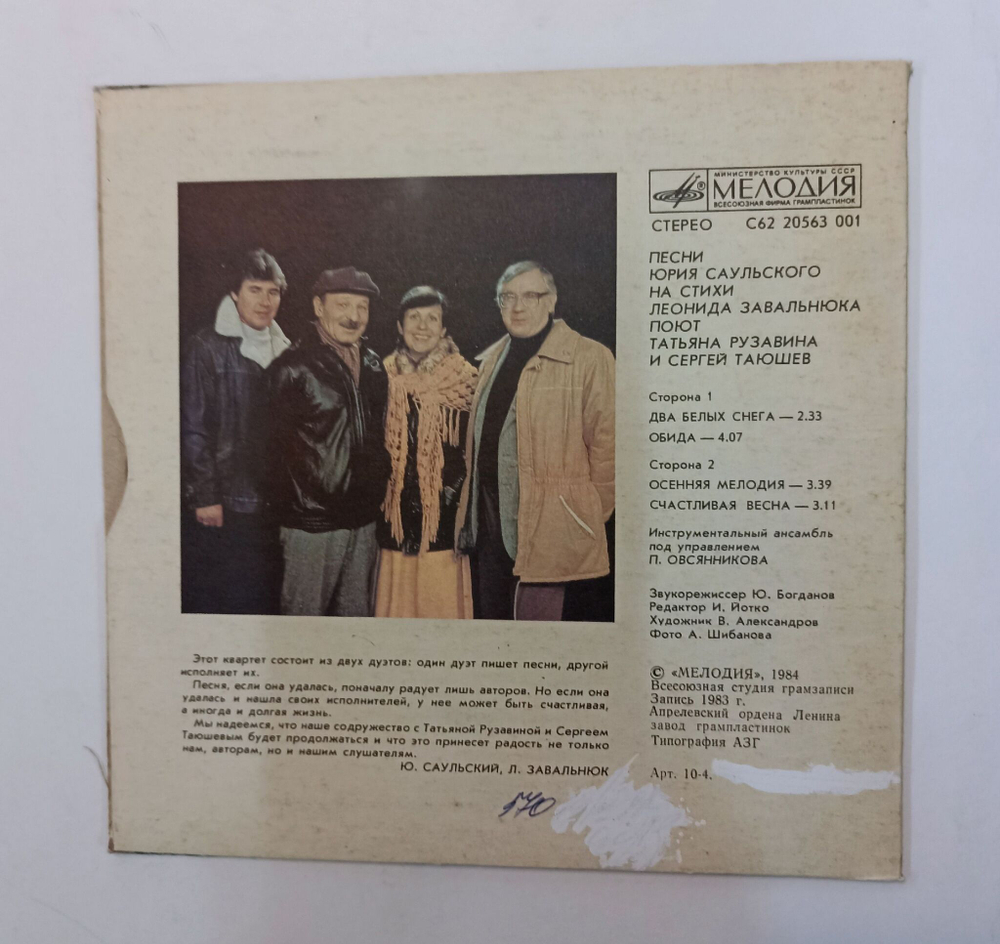 МИНИСТЕРСТВО КУЛЬТУРЫ СССР
МЕЛОДИЯ
ВСЕСОЮЗНАЯ ФИРМА ГРАМПЛАСТИНОК
СТЕРЕО С62 20563 001
ПЕСНИ
ЮРИЯ САУЛЬСКОГО
НА СТИХИ
ЛЕОНИДА ЗАВАЛЬНЮКА
ПОЮТ
ТАТЬЯНА РУЗАВИНА
И СЕРГЕЙ ТАЮШЕВ
Сторона 1
ДВА БЕЛЫХ СНЕГА — 2.33
ОБИДА — 4.07
Сторона 2
ОСЕННЯЯ МЕЛОДИЯ — 3.39
СЧАСТЛИВАЯ ВЕСНА — 3.11
Инструментальный ансамбль
под управлением
П. ОВСЯННИКОВА
Звукорежиссер Ю. Богданов
Редактор И. Йотко
Художник В. Александров
Фото А. Шибанова
© «МЕЛОДИЯ», 1984
Всесоюзная студия грамзаписи
Запись 1983 г.
Апрелевский ордена Ленина
завод грампластинок
Типография АЗГ
Арт. 10-4.
Этот квартет состоит из двух дуэтов: один дуэт пишет песни, другой
исполняет их.
Песня, если она удалась, поначалу радует лишь авторов. Но если она
удалась и нашла своих исполнителей, у нее может быть счастливая,
а иногда и долгая жизнь.
Мы надеемся, что наше содружество с Татьяной Рузавиной и Сергеем
Таюшевым будет продолжаться и что это принесет радость не только
нам, авторам, но и нашим слушателям.
Ю. САУЛЬСКИЙ, Л. ЗАВАЛЬНЮК